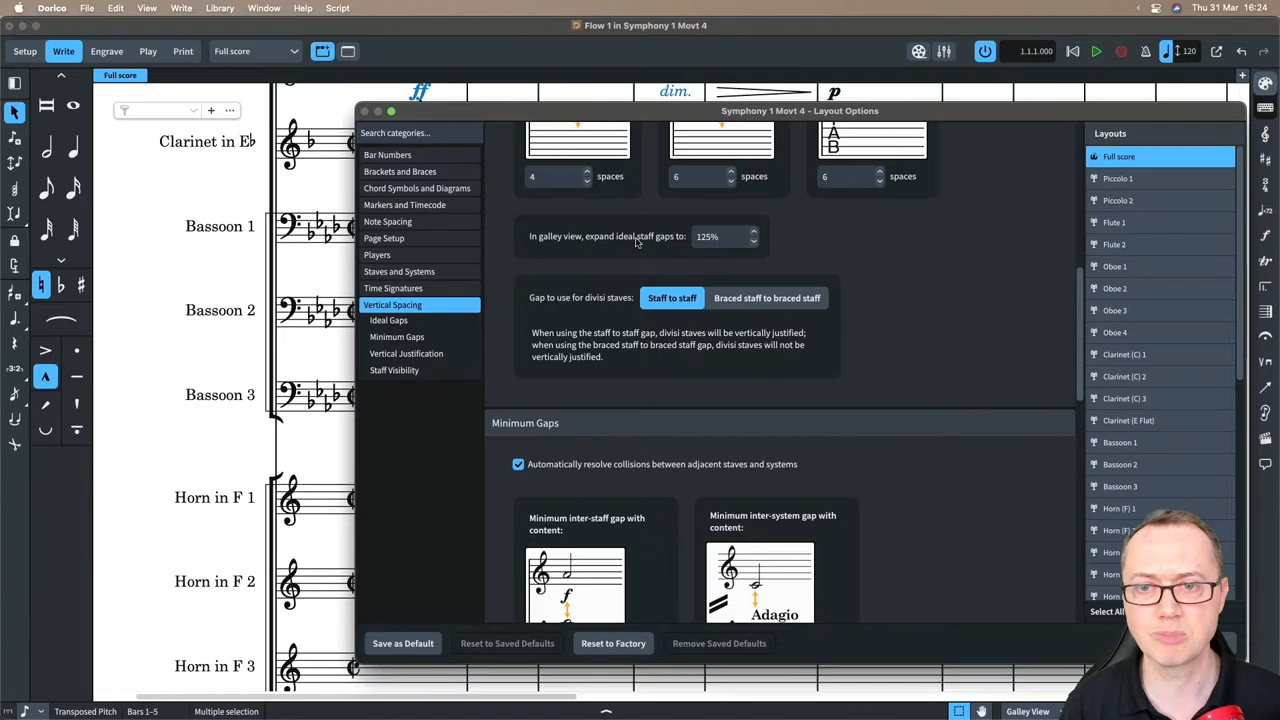 Dorico File Edit Setup Write Bar­line Library Window Help Script Thu 31 Mar 16:24
Flow 1 in Symphony 1 Movt 4
Setup Write Engrave Play Print Full score 1.1.1.000 120
Full score
ff dim. p
Symphony 1 Movt 4 - Layout Options
Search categories...
Bar Numbers
Brackets and Braces
Chord Symbols and Diagrams
Markers and Timecode
Note Spacing
Page Setup
Players
Staves and Systems
Time Signatures
Vertical Spacing
Ideal Gaps
Minimum Gaps
Vertical Justification
Staff Visibility
Clarinet in E♭
Bassoon 1
Bassoon 2
Bassoon 3
Horn in F 1
Horn in F 2
Horn in F 3
A
B
4 spaces 6 spaces 6 spaces
In galley view, expand ideal staff gaps to: 125%
Gap to use for divisi staves: Staff to staff Braced staff to braced staff
When using the staff to staff gap, divisi staves will be vertically justified;
when using the braced staff to braced staff gap, divisi staves will not be
vertically justified.
Minimum Gaps
Automatically resolve collisions between adjacent staves and systems
Minimum inter-staff gap with
content:
f
Minimum inter-system gap with
content:
Adagio
Layouts
Full score
Piccolo 1
Piccolo 2
Flute 1
Flute 2
Oboe 1
Oboe 2
Oboe 3
Oboe 4
Clarinet (C) 1
Clarinet (C) 2
Clarinet (C) 3
Clarinet (E Flat)
Bassoon 1
Bassoon 2
Bassoon 3
Horn (F) 1
Horn (F)
Horn
Horn
Horn
Select All
Save as Default Reset to Saved Defaults Reset to Factory Remove Saved Defaults
Transposed Pitch Bars 1–5 Multiple selection Galley View